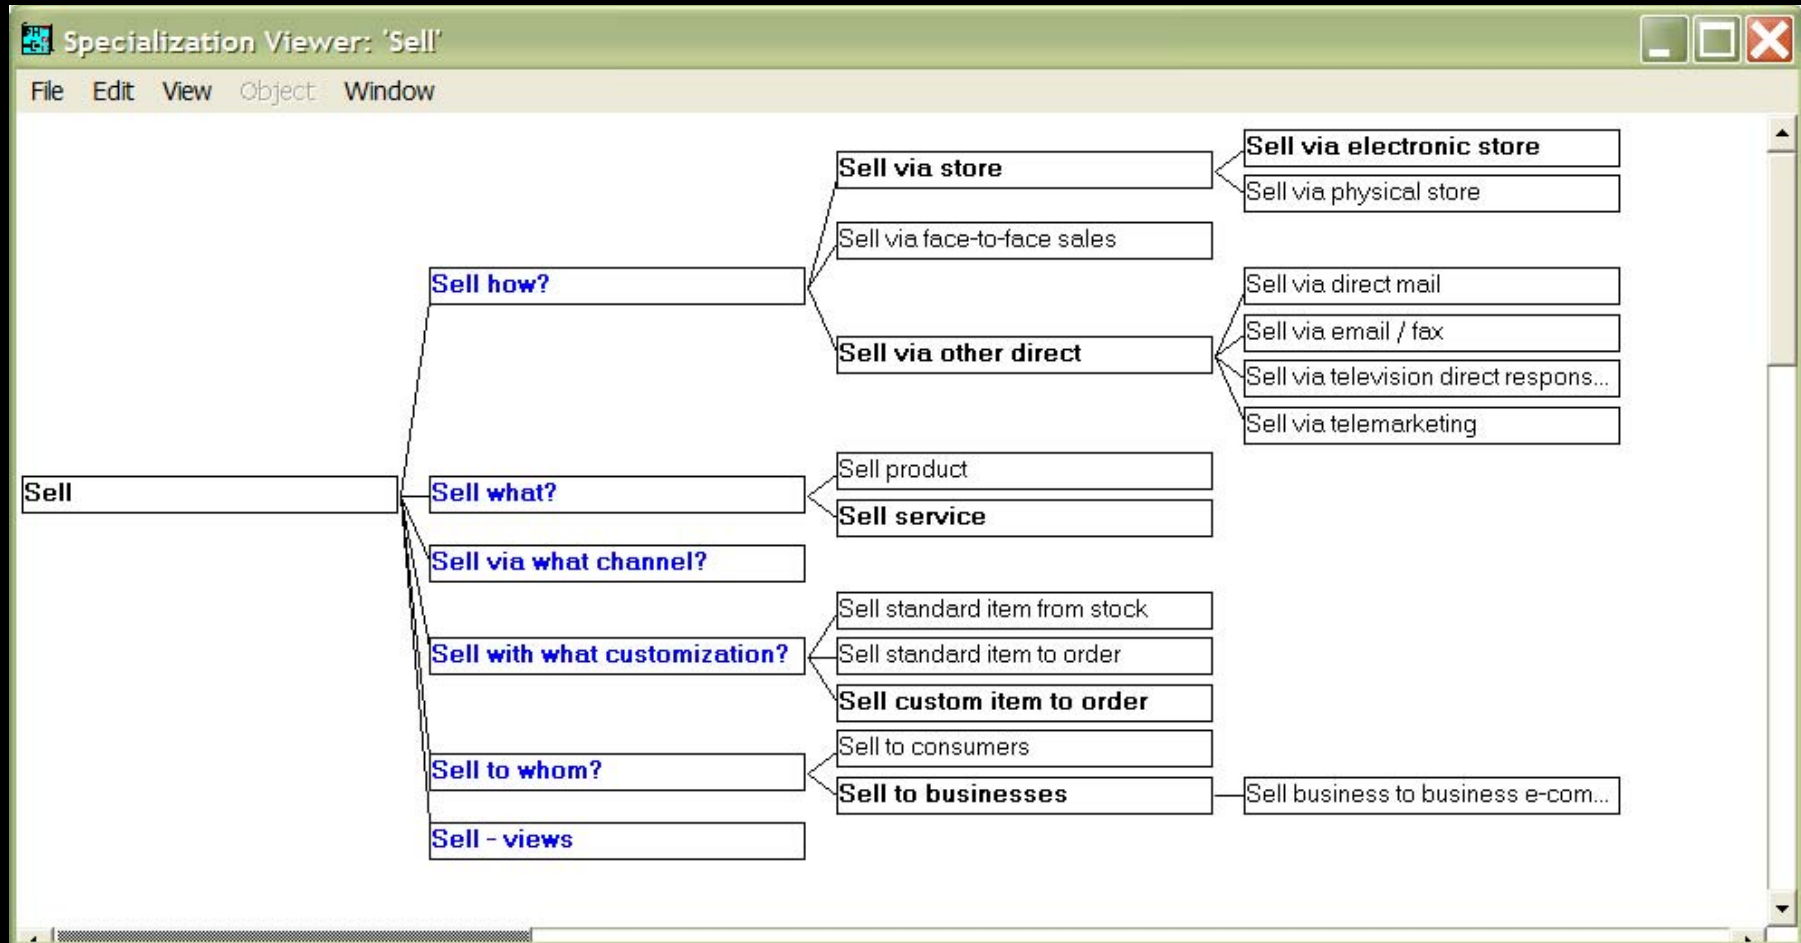 Specialization Viewer: 'Sell'
File Edit View Object Window
Sell
Sell how?
Sell via store
Sell via electronic store
Sell via physical store
Sell via face-to-face sales
Sell via other direct
Sell via direct mail
Sell via email / fax
Sell via television direct respons...
Sell via telemarketing
Sell what?
Sell product
Sell service
Sell via what channel?
Sell with what customization?
Sell standard item from stock
Sell standard item to order
Sell custom item to order
Sell to whom?
Sell to consumers
Sell to businesses
Sell business to business e-com...
Sell - views